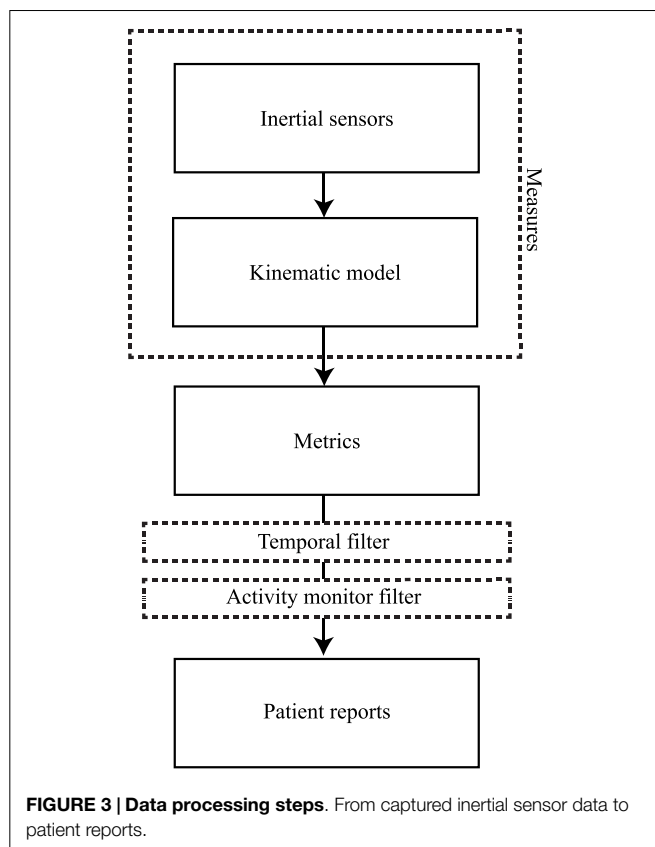 Inertial sensors
Measures
Kinematic model
Metrics
Temporal filter
Activity monitor filter
Patient reports
FIGURE 3 | Data processing steps. From captured inertial sensor data to
patient reports.